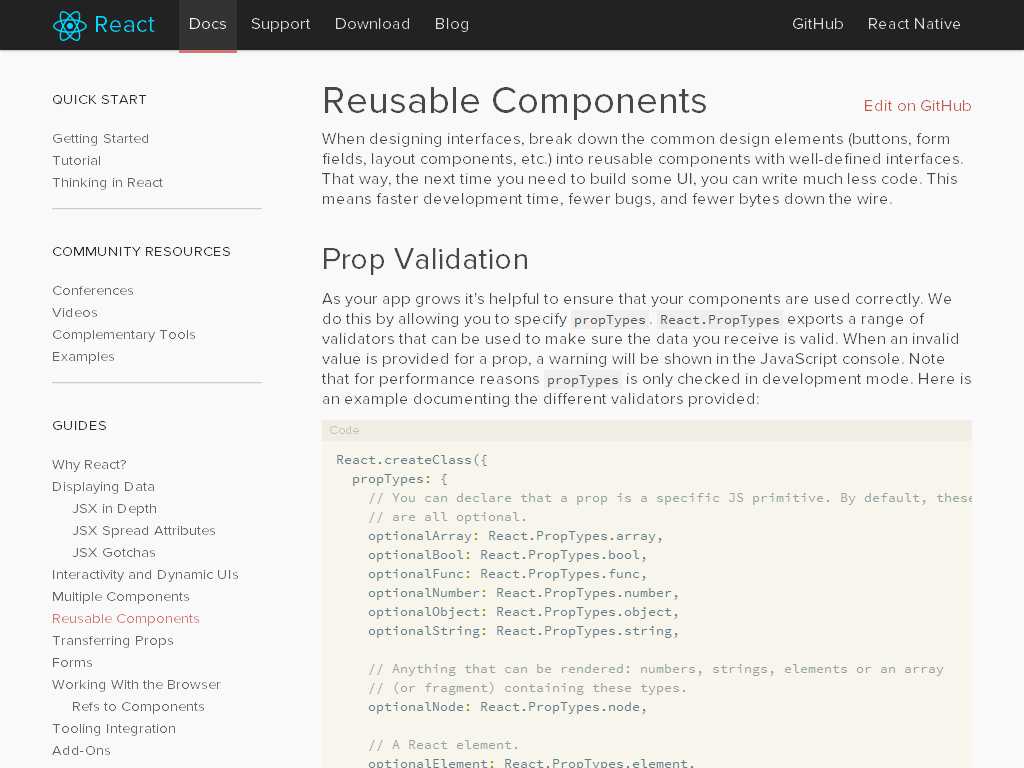 React Docs Support Download Blog GitHub React Native
QUICK START
Getting Started
Tutorial
Thinking in React
COMMUNITY RESOURCES
Conferences
Videos
Complementary Tools
Examples
GUIDES
Why React?
Displaying Data
JSX in Depth
JSX Spread Attributes
JSX Gotchas
Interactivity and Dynamic UIs
Multiple Components
Reusable Components
Transferring Props
Forms
Working With the Browser
Refs to Components
Tooling Integration
Add-Ons
Reusable Components
Edit on GitHub
When designing interfaces, break down the common design elements (buttons, form
fields, layout components, etc.) into reusable components with well-defined interfaces.
That way, the next time you need to build some UI, you can write much less code. This
means faster development time, fewer bugs, and fewer bytes down the wire.
Prop Validation
As your app grows it's helpful to ensure that your components are used correctly. We
do this by allowing you to specify propTypes. React.PropTypes exports a range of
validators that can be used to make sure the data you receive is valid. When an invalid
value is provided for a prop, a warning will be shown in the JavaScript console. Note
that for performance reasons propTypes is only checked in development mode. Here is
an example documenting the different validators provided:
Code
React.createClass({
propTypes: {
// You can declare that a prop is a specific JS primitive. By default, these
// are all optional.
optionalArray: React.PropTypes.array,
optionalBool: React.PropTypes.bool,
optionalFunc: React.PropTypes.func,
optionalNumber: React.PropTypes.number,
optionalObject: React.PropTypes.object,
optionalString: React.PropTypes.string,
// Anything that can be rendered: numbers, strings, elements or an array
// (or fragment) containing these types.
optionalNode: React.PropTypes.node,
// A React element.
optionalElement: React.PropTypes.element,